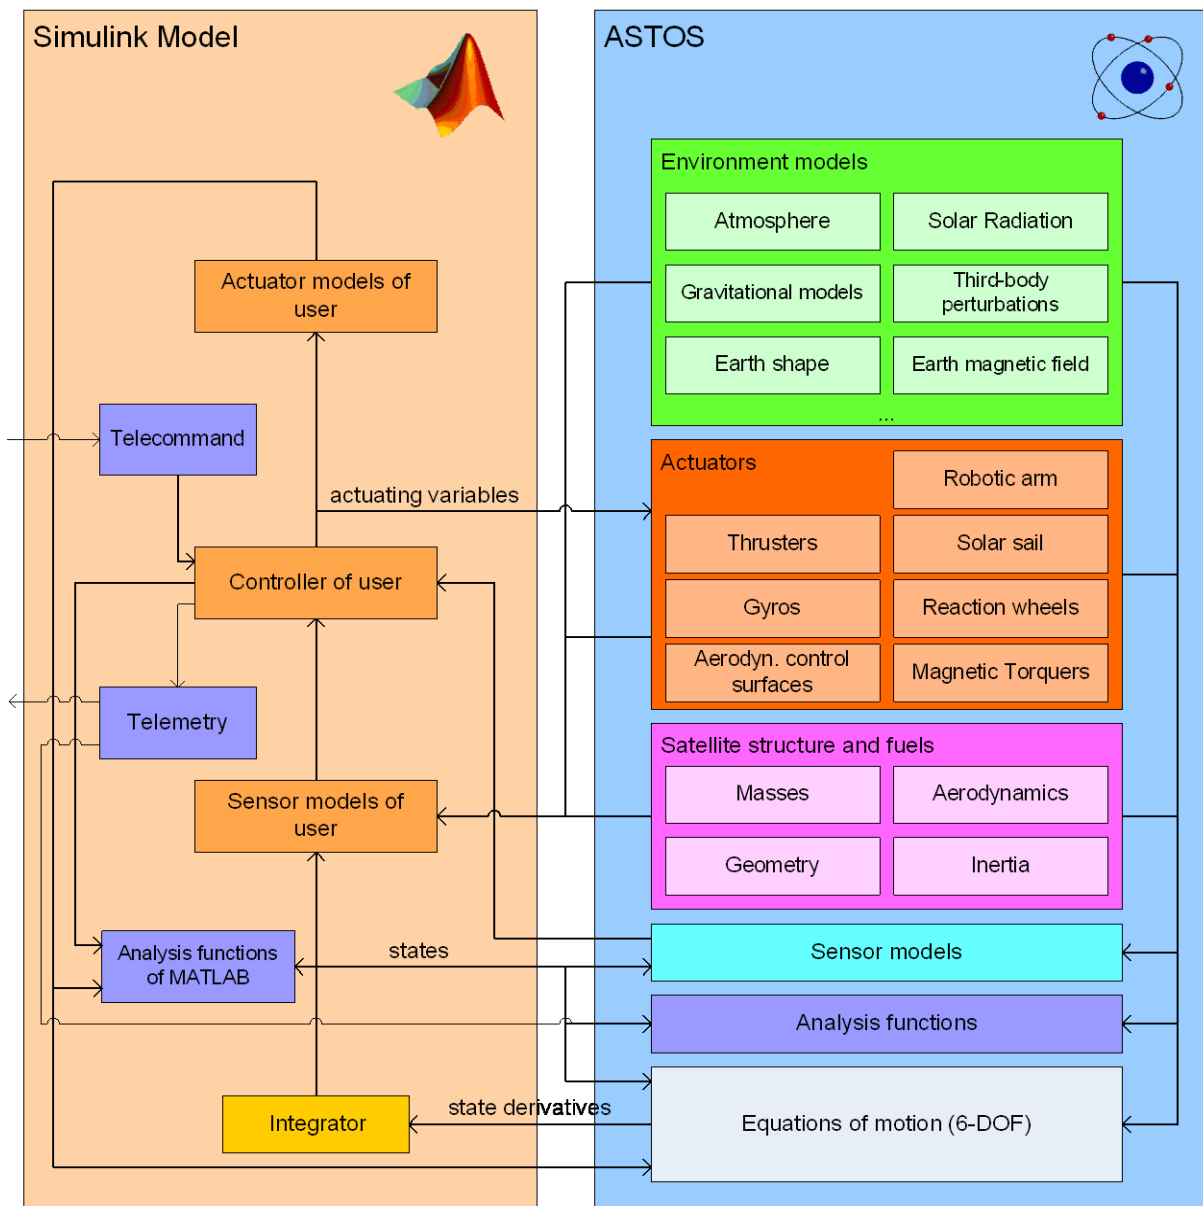 Simulink Model
Actuator models of
user
Telecommand
actuating variables
Controller of user
Telemetry
Sensor models of
user
Analysis functions
of MATLAB
states
state derivatives
Integrator
ASTOS
Environment models
Atmosphere
Solar Radiation
Gravitational models
Third-body
perturbations
Earth shape
Earth magnetic field
...
Actuators
Robotic arm
Thrusters
Solar sail
Gyros
Reaction wheels
Aerodyn. control
surfaces
Magnetic Torquers
Satellite structure and fuels
Masses
Aerodynamics
Geometry
Inertia
Sensor models
Analysis functions
Equations of motion (6-DOF)